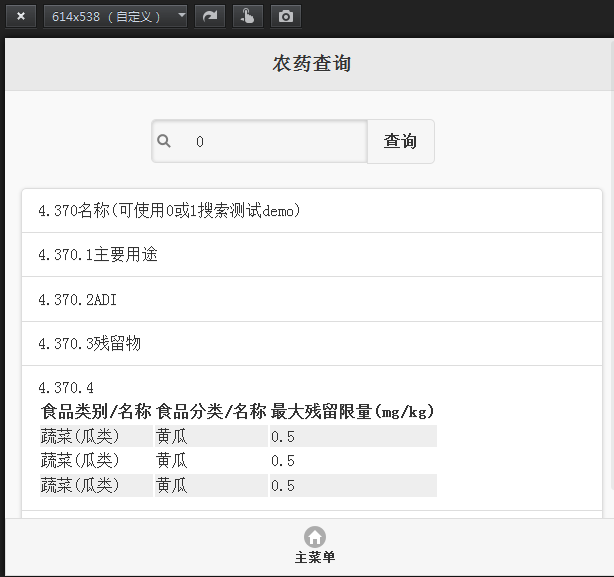 614x538 （自定义）
农药查询
0 查询
4.370名称(可使用0或1搜索测试demo)
4.370.1主要用途
4.370.2ADI
4.370.3残留物
4.370.4
食品类别/名称 食品分类/名称 最大残留限量(mg/kg)
蔬菜(瓜类) 黄瓜 0.5
蔬菜(瓜类) 黄瓜 0.5
蔬菜(瓜类) 黄瓜 0.5
主菜单